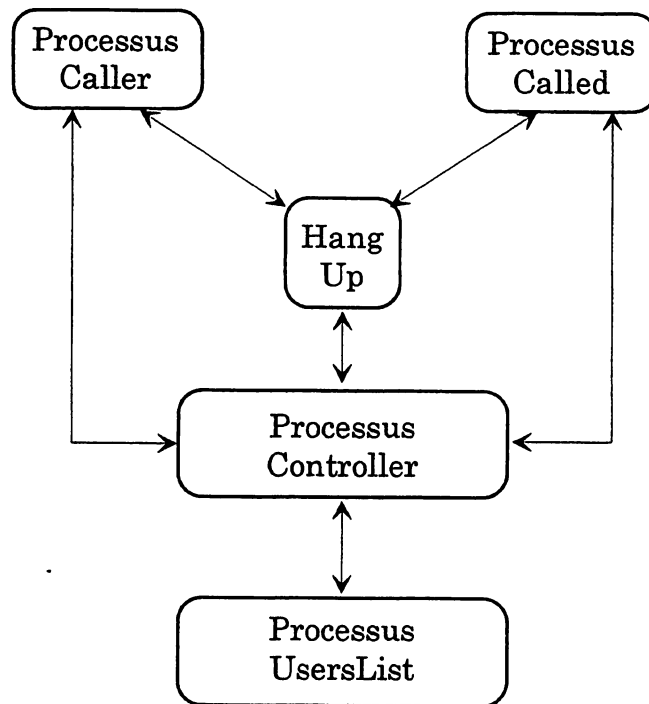 Processus
Caller
Processus
Called
Hang
Up
Processus
Controller
Processus
UsersList